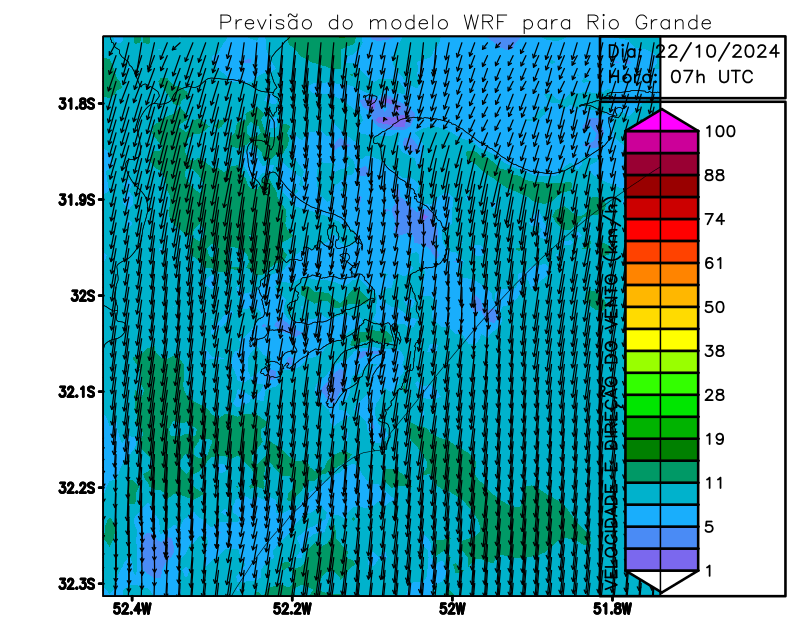 Previsão do modelo WRF para Rio Grande
Dia: 22/10/2024
Hora: 07h UTC
31.8S
31.9S
32S
32.1S
32.2S
32.3S
52.4W
52.2W
52W
51.8W
VELOCIDADE E DIREÇÃO DO VENTO (km/h)
100
88
74
61
50
38
28
19
11
5
1